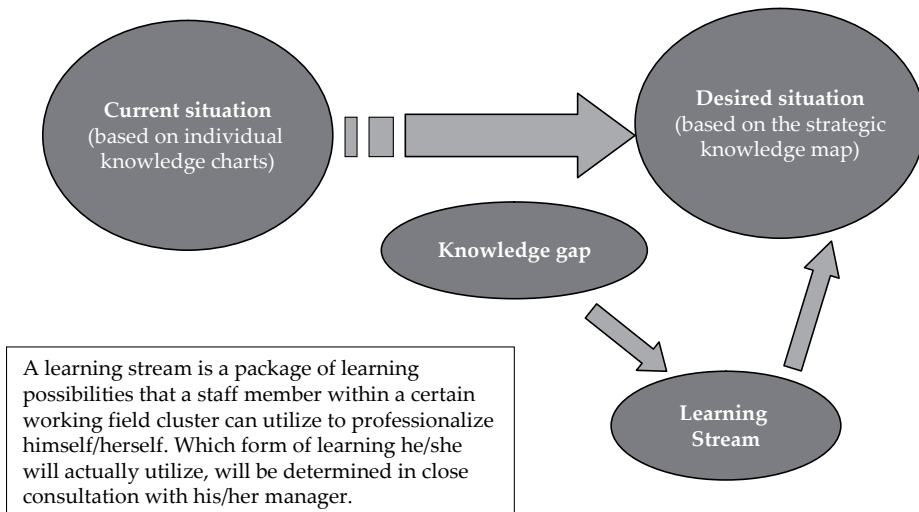 Current situation
(based on individual
knowledge charts)
Desired situation
(based on the strategic
knowledge map)
Knowledge gap
Learning
Stream
A learning stream is a package of learning
possibilities that a staff member within a certain
working field cluster can utilize to professionalize
himself/herself. Which form of learning he/she
will actually utilize, will be determined in close
consultation with his/her manager.